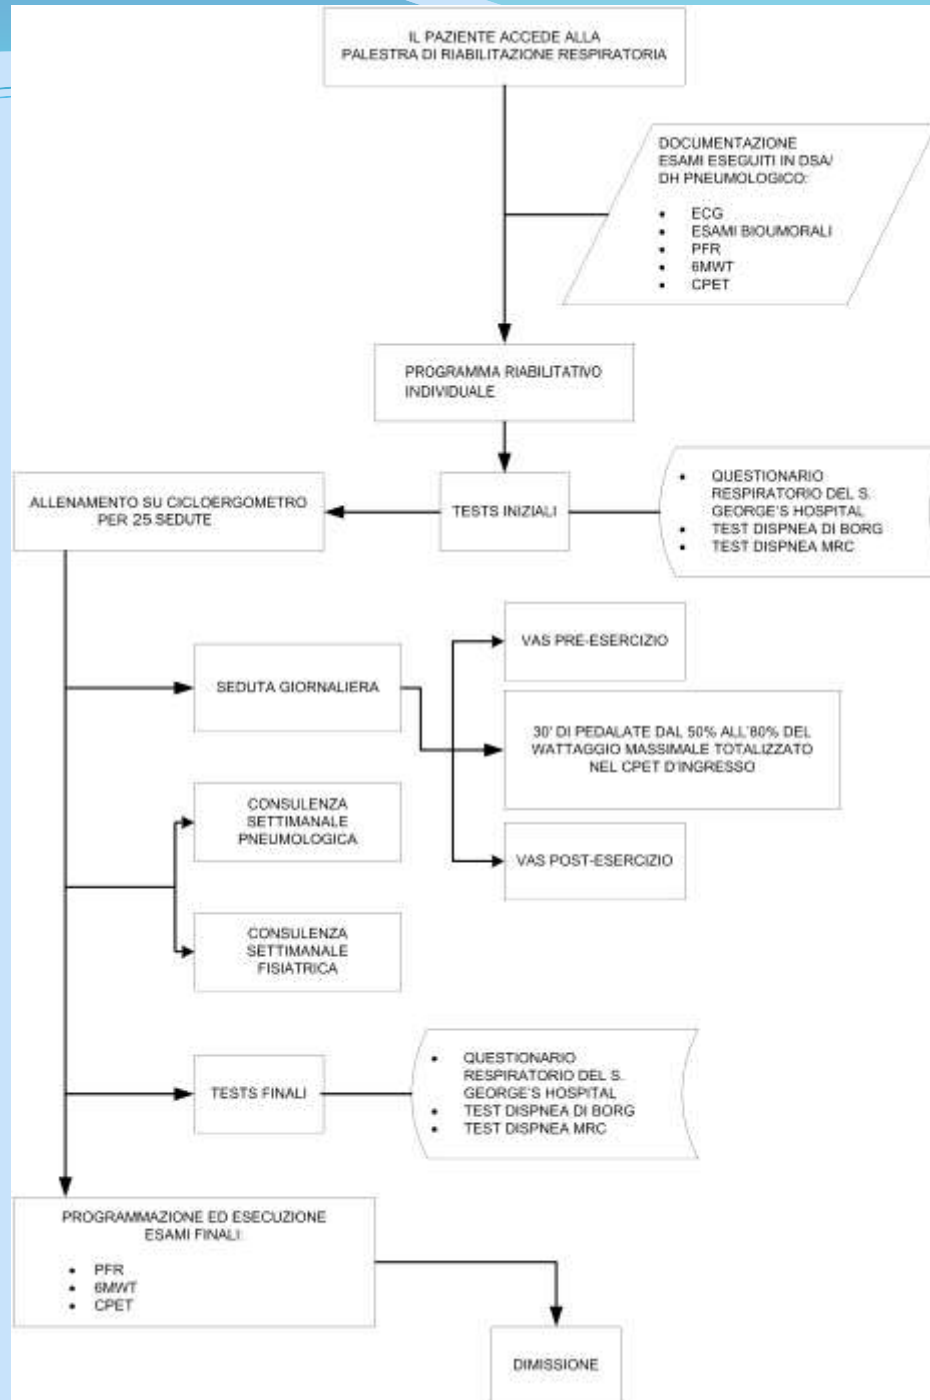 IL PAZIENTE ACCEDE ALLA
PALESTRA DI RIABILITAZIONE RESPIRATORIA
DOCUMENTAZIONE
ESAMI ESEGUITI IN DSA/
DH PNEUMOLOGICO:
• ECG
• ESAMI BIOUMORALI
• PFR
• 6MWT
• CPET
PROGRAMMA RIABILITATIVO
INDIVIDUALE
ALLENAMENTO SU CICLOERGOMETRO
PER 25 SEDUTE
TESTS INIZIALI
• QUESTIONARIO
RESPIRATORIO DEL S.
GEORGE'S HOSPITAL
• TEST DISPNEA DI BORG
• TEST DISPNEA MRC
VAS PRE-ESERCIZIO
SEDUTA GIORNALIERA
30' DI PEDALATE DAL 50% ALL'80% DEL
WATTAGGIO MASSIMALE TOTALIZZATO
NEL CPET D'INGRESSO
CONSULENZA
SETTIMANALE
PNEUMOLOGICA
VAS POST-ESERCIZIO
CONSULENZA
SETTIMANALE
FISIATRICA
TESTS FINALI
• QUESTIONARIO
RESPIRATORIO DEL S.
GEORGE'S HOSPITAL
• TEST DISPNEA DI BORG
• TEST DISPNEA MRC
PROGRAMMAZIONE ED ESECUZIONE
ESAMI FINALI:
• PFR
• 6MWT
• CPET
DIMISSIONE